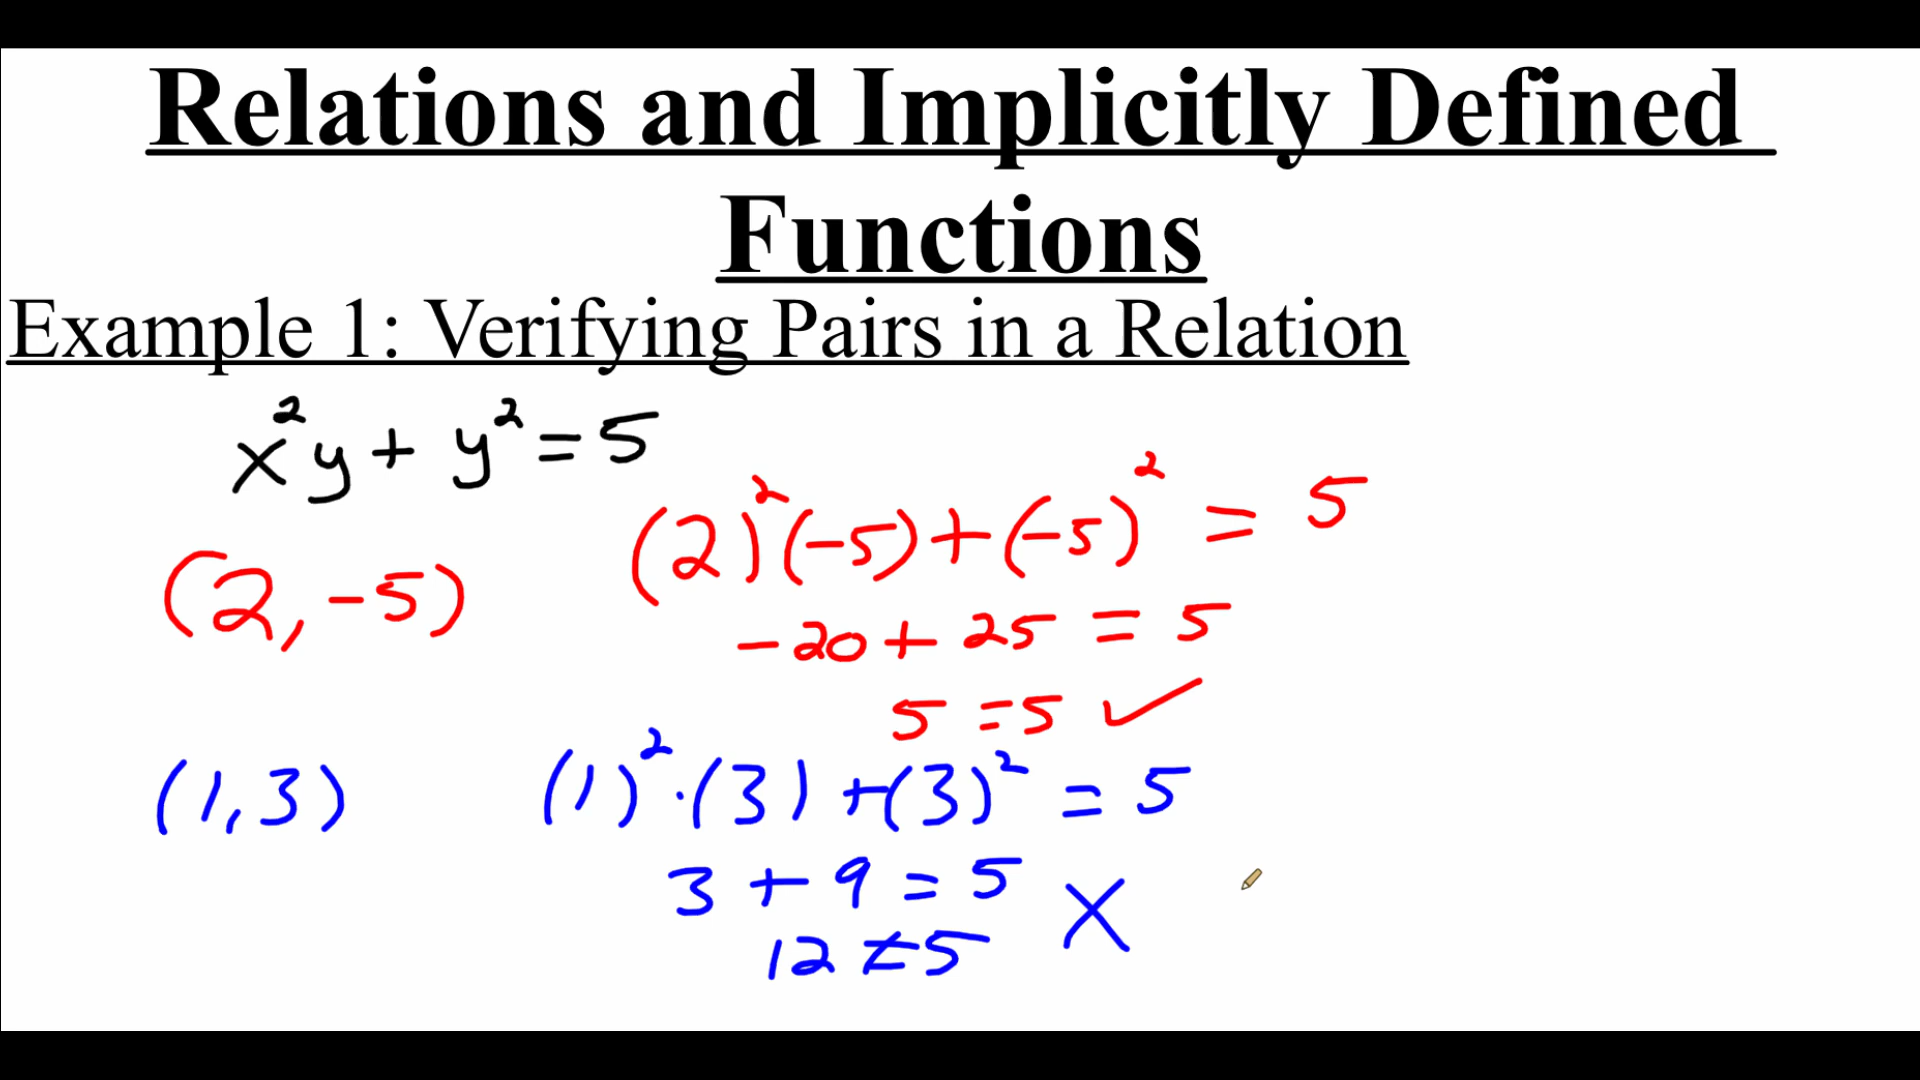 Relations and Implicitly Defined
Functions
Example 1: Verifying Pairs in a Relation
x²y + y² = 5
(2)²(-5)+(-5)² = 5
(2, -5)
-20 + 25 = 5
5 = 5 ✓
(1,3)
(1)²·(3) +(3)² = 5
3 + 9 = 5 X
12 ≠ 5